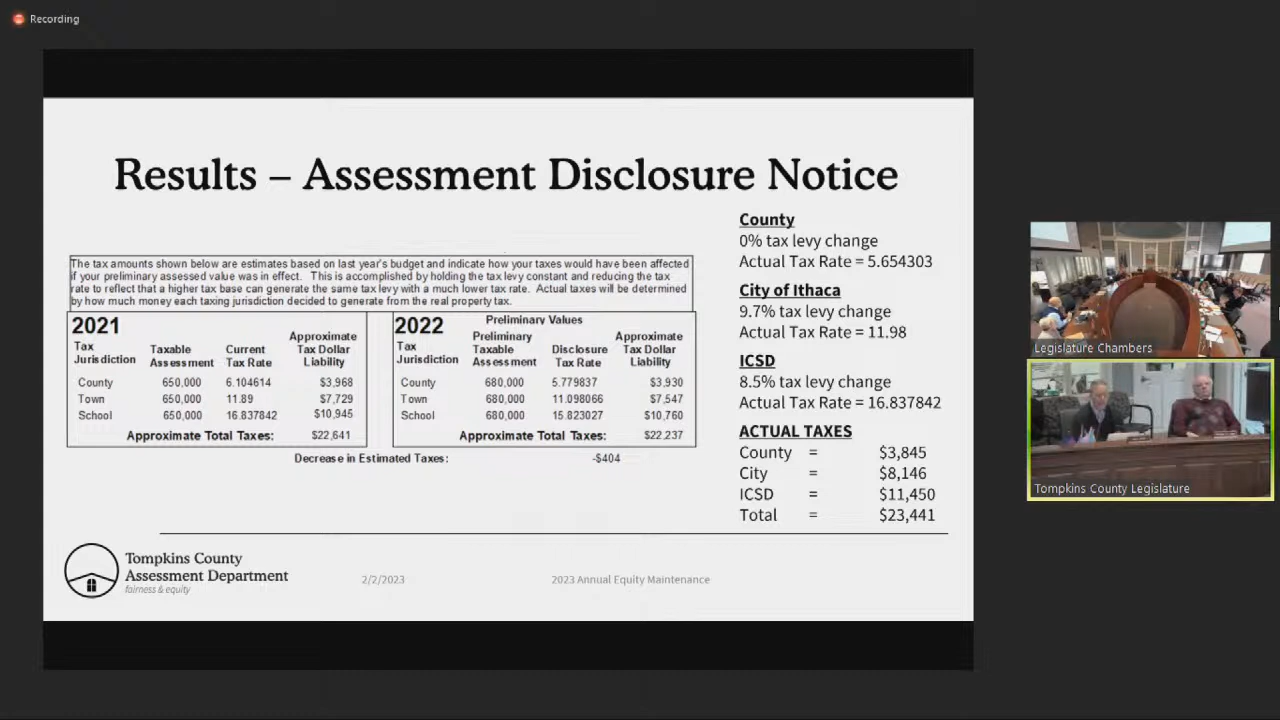 Recording
Results – Assessment Disclosure Notice
The tax amounts shown below are estimates based on last year's budget and indicate how your taxes would have been affected
if your preliminary assessed value was in effect. This is accomplished by holding the tax levy constant and reducing the tax
rate to reflect that a higher tax base can generate the same tax levy with a much lower tax rate. Actual taxes will be determined
by how much money each taxing jurisdiction decided to generate from the real property tax.
2021
Tax Jurisdiction Taxable Assessment Current Tax Rate Approximate Tax Dollar Liability
County 650,000 6.104614 $3,968
Town 650,000 11.89 $7,729
School 650,000 16.837842 $10,945
Approximate Total Taxes: $22,641
2022 Preliminary Values
Tax Jurisdiction Preliminary Taxable Assessment Disclosure Tax Rate Approximate Tax Dollar Liability
County 680,000 5.779837 $3,930
Town 680,000 11.098066 $7,547
School 680,000 15.823027 $10,760
Approximate Total Taxes: $22,237
Decrease in Estimated Taxes: -$404
County
0% tax levy change
Actual Tax Rate = 5.654303
City of Ithaca
9.7% tax levy change
Actual Tax Rate = 11.98
ICSD
8.5% tax levy change
Actual Tax Rate = 16.837842
ACTUAL TAXES
County = $3,845
City = $8,146
ICSD = $11,450
Total = $23,441
Tompkins County
Assessment Department
fairness & equity
2/2/2023
2023 Annual Equity Maintenance
Legislature Chambers
Tompkins County Legislature